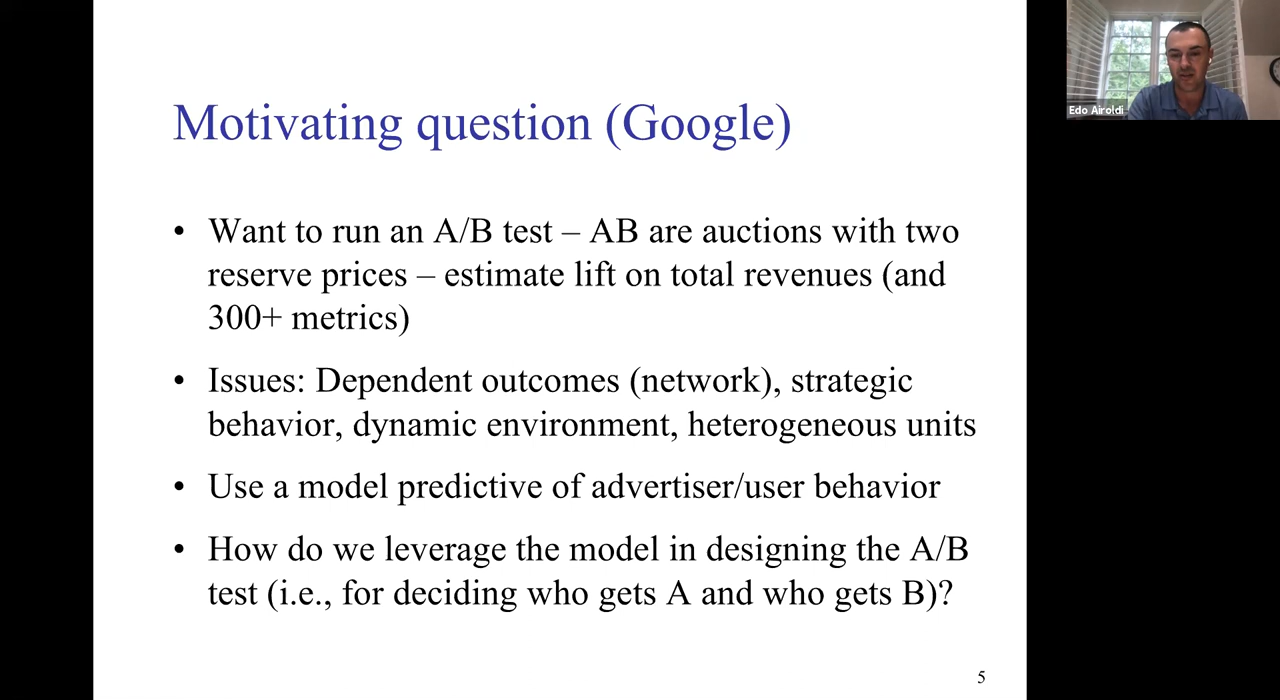 Motivating question (Google)
• Want to run an A/B test – AB are auctions with two
reserve prices – estimate lift on total revenues (and
300+ metrics)
• Issues: Dependent outcomes (network), strategic
behavior, dynamic environment, heterogeneous units
• Use a model predictive of advertiser/user behavior
• How do we leverage the model in designing the A/B
test (i.e., for deciding who gets A and who gets B)?
5
Edo Airoldi